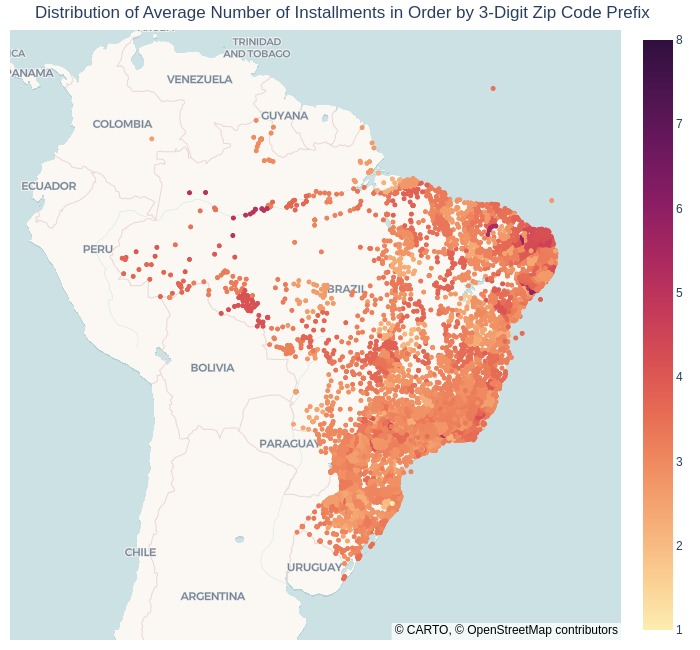 Distribution of Average Number of Installments in Order by 3-Digit Zip Code Prefix
TRINIDAD
AND TOBAGO
PANAMA
VENEZUELA
GUYANA
COLOMBIA
ECUADOR
PERU
BRAZIL
BOLIVIA
PARAGUAY
CHILE
URUGUAY
ARGENTINA
© CARTO, © OpenStreetMap contributors
8
7
6
5
4
3
2
1